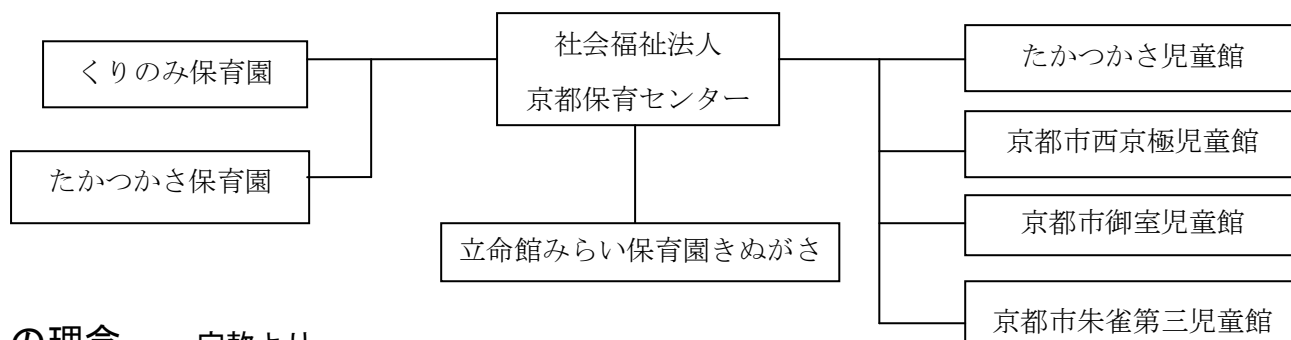 社会福祉法人
京都保育センター
くりのみ保育園
たかつかさ保育園
立命館みらい保育園きぬがさ
たかつかさ児童館
京都市西京極児童館
京都市御室児童館
京都市朱雀第三児童館
の理念 定款より